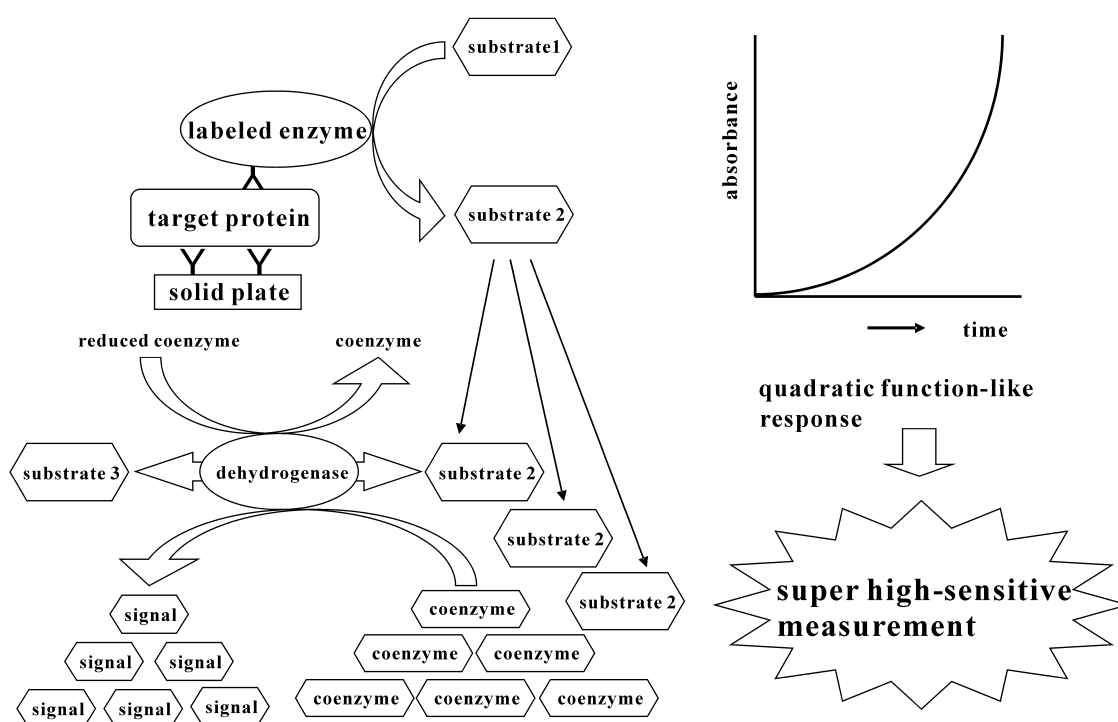 substrate1
labeled enzyme
target protein
substrate 2
solid plate
reduced coenzyme
coenzyme
substrate 3
dehydrogenase
substrate 2
substrate 2
substrate 2
signal
coenzyme
signal
signal
coenzyme
coenzyme
signal
signal
signal
coenzyme
coenzyme
coenzyme
absorbance
time
quadratic function-like
response
super high-sensitive
measurement